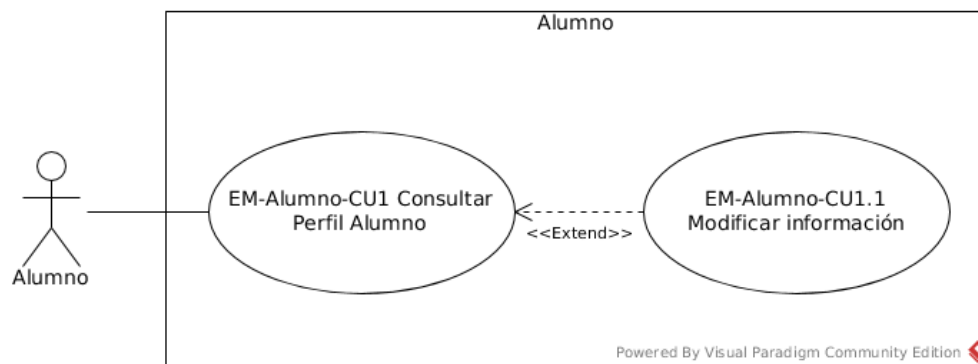 Alumno
EM-Alumno-CU1 Consultar
Perfil Alumno
<<Extend>>
EM-Alumno-CU1.1
Modificar información
Alumno
Powered By Visual Paradigm Community Edition